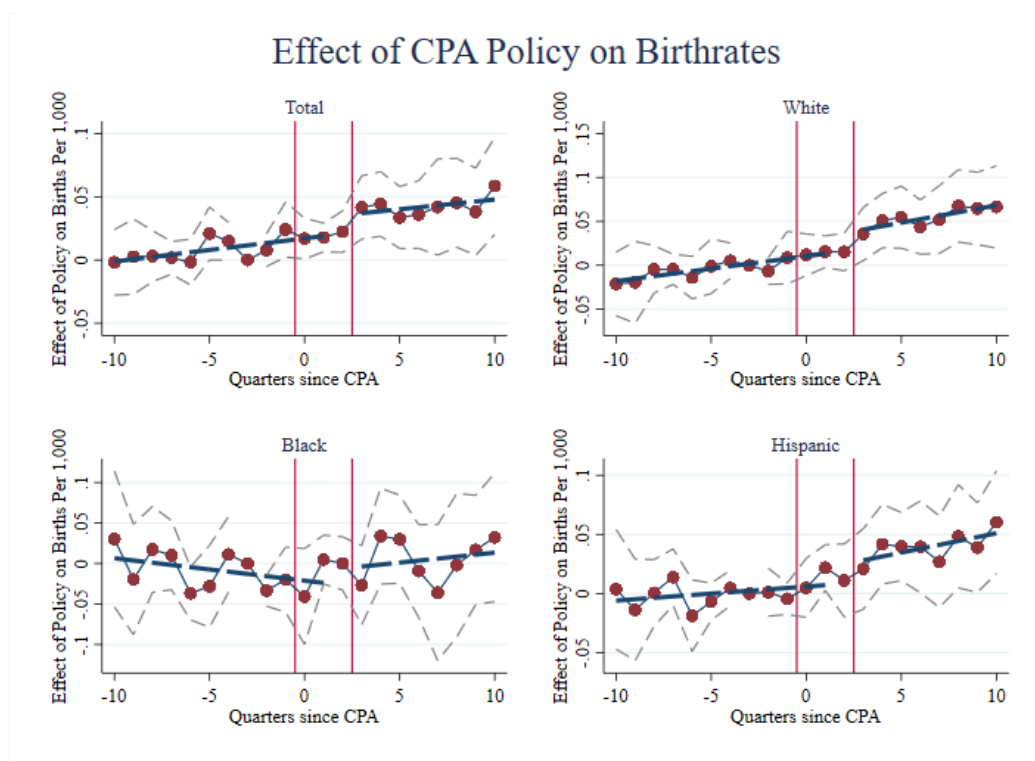 Effect of CPA Policy on Birthrates
Total
Effect of Policy on Births Per 1,000
.1
.05
0
-.05
-10
-5
0
5
10
Quarters since CPA
White
Effect of Policy on Births Per 1,000
.15
.1
.05
0
-.05
-10
-5
0
5
10
Quarters since CPA
Black
Effect of Policy on Births Per 1,000
.1
.05
0
-.05
-.1
-10
-5
0
5
10
Quarters since CPA
Hispanic
Effect of Policy on Births Per 1,000
.1
.05
0
-.05
-10
-5
0
5
10
Quarters since CPA